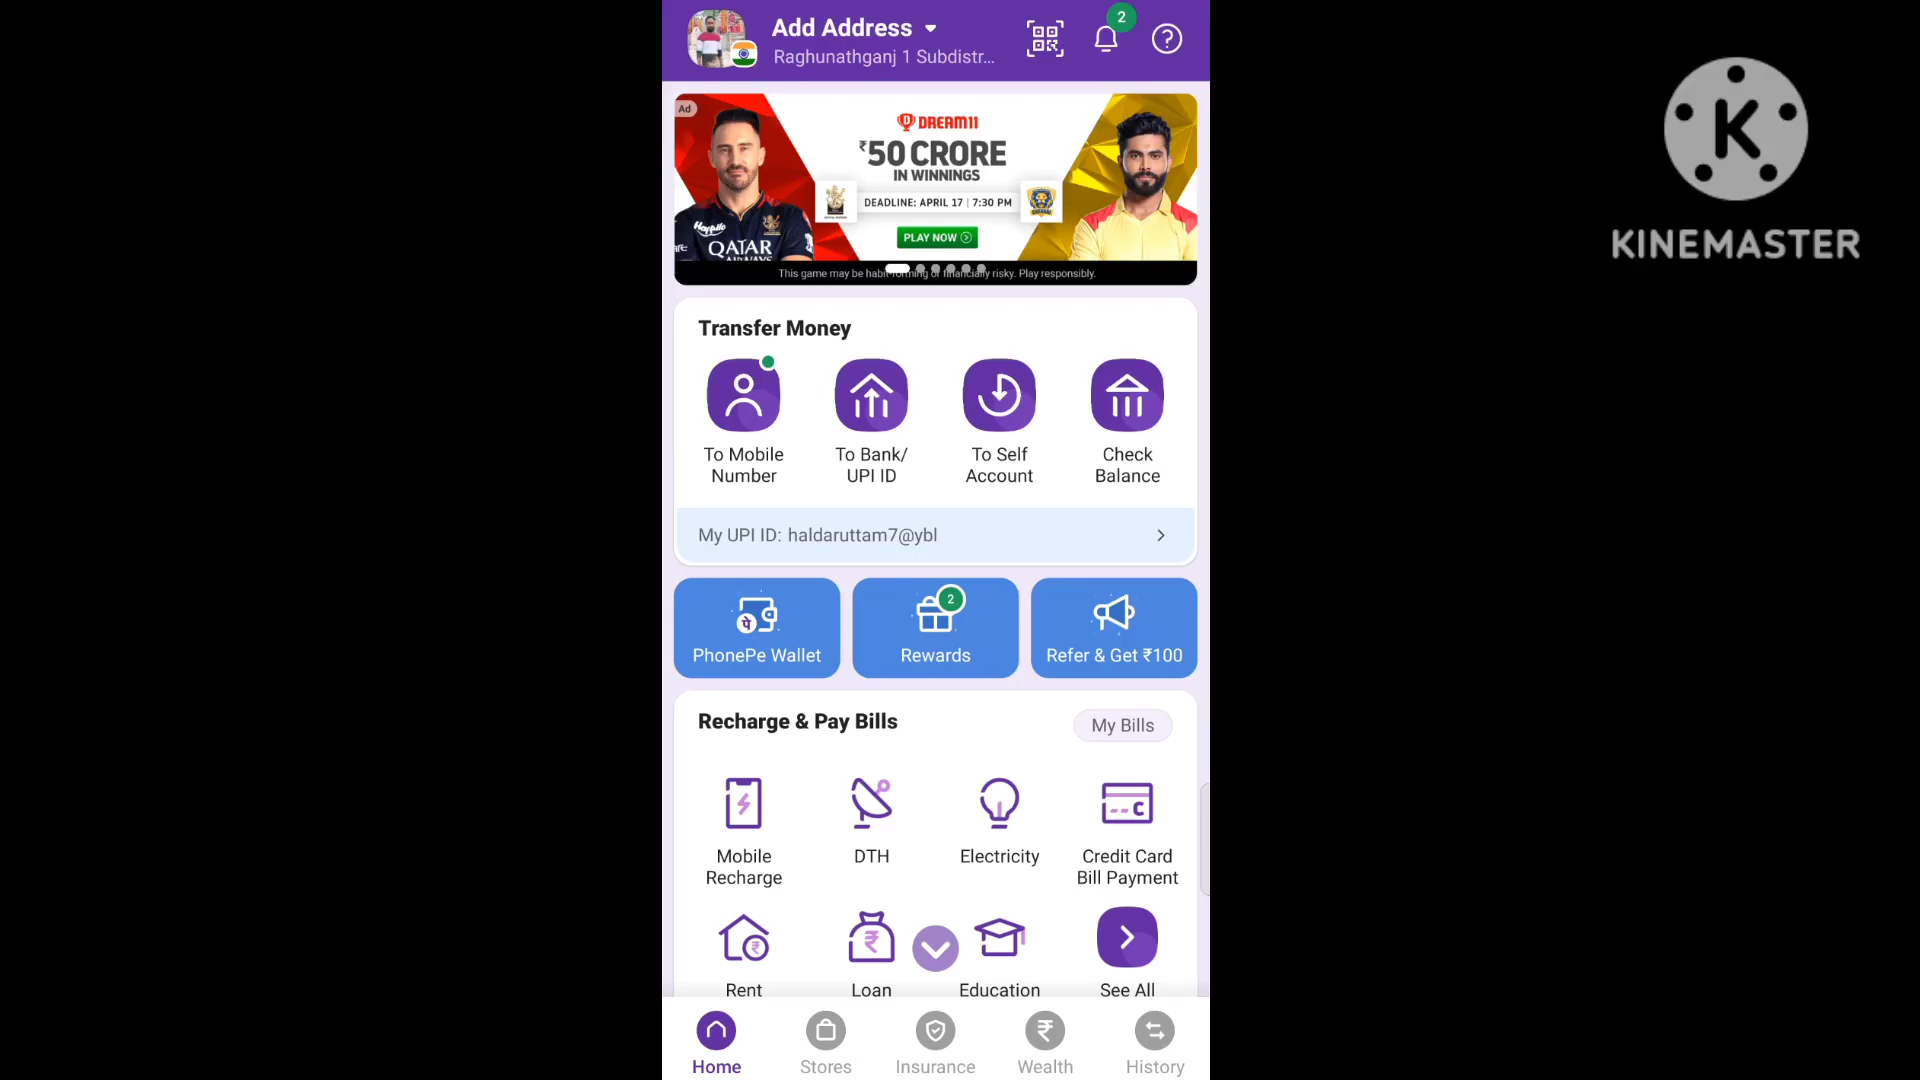 Add Address
Raghunathganj 1 Subdistr...
2
Ad
DREAM11
₹50 CRORE
IN WINNINGS
DEADLINE: APRIL 17 | 7:30 PM
PLAY NOW
QATAR
This game may be habit-forming or financially risky. Play responsibly.
Transfer Money
To Mobile Number
To Bank/ UPI ID
To Self Account
Check Balance
My UPI ID: haldaruttam7@ybl
पे
2
PhonePe Wallet
Rewards
Refer & Get ₹100
Recharge & Pay Bills
My Bills
Mobile Recharge
DTH
Electricity
Credit Card Bill Payment
Rent
Loan
Education
See All
Home
Stores
Insurance
Wealth
History
K
KINEMASTER